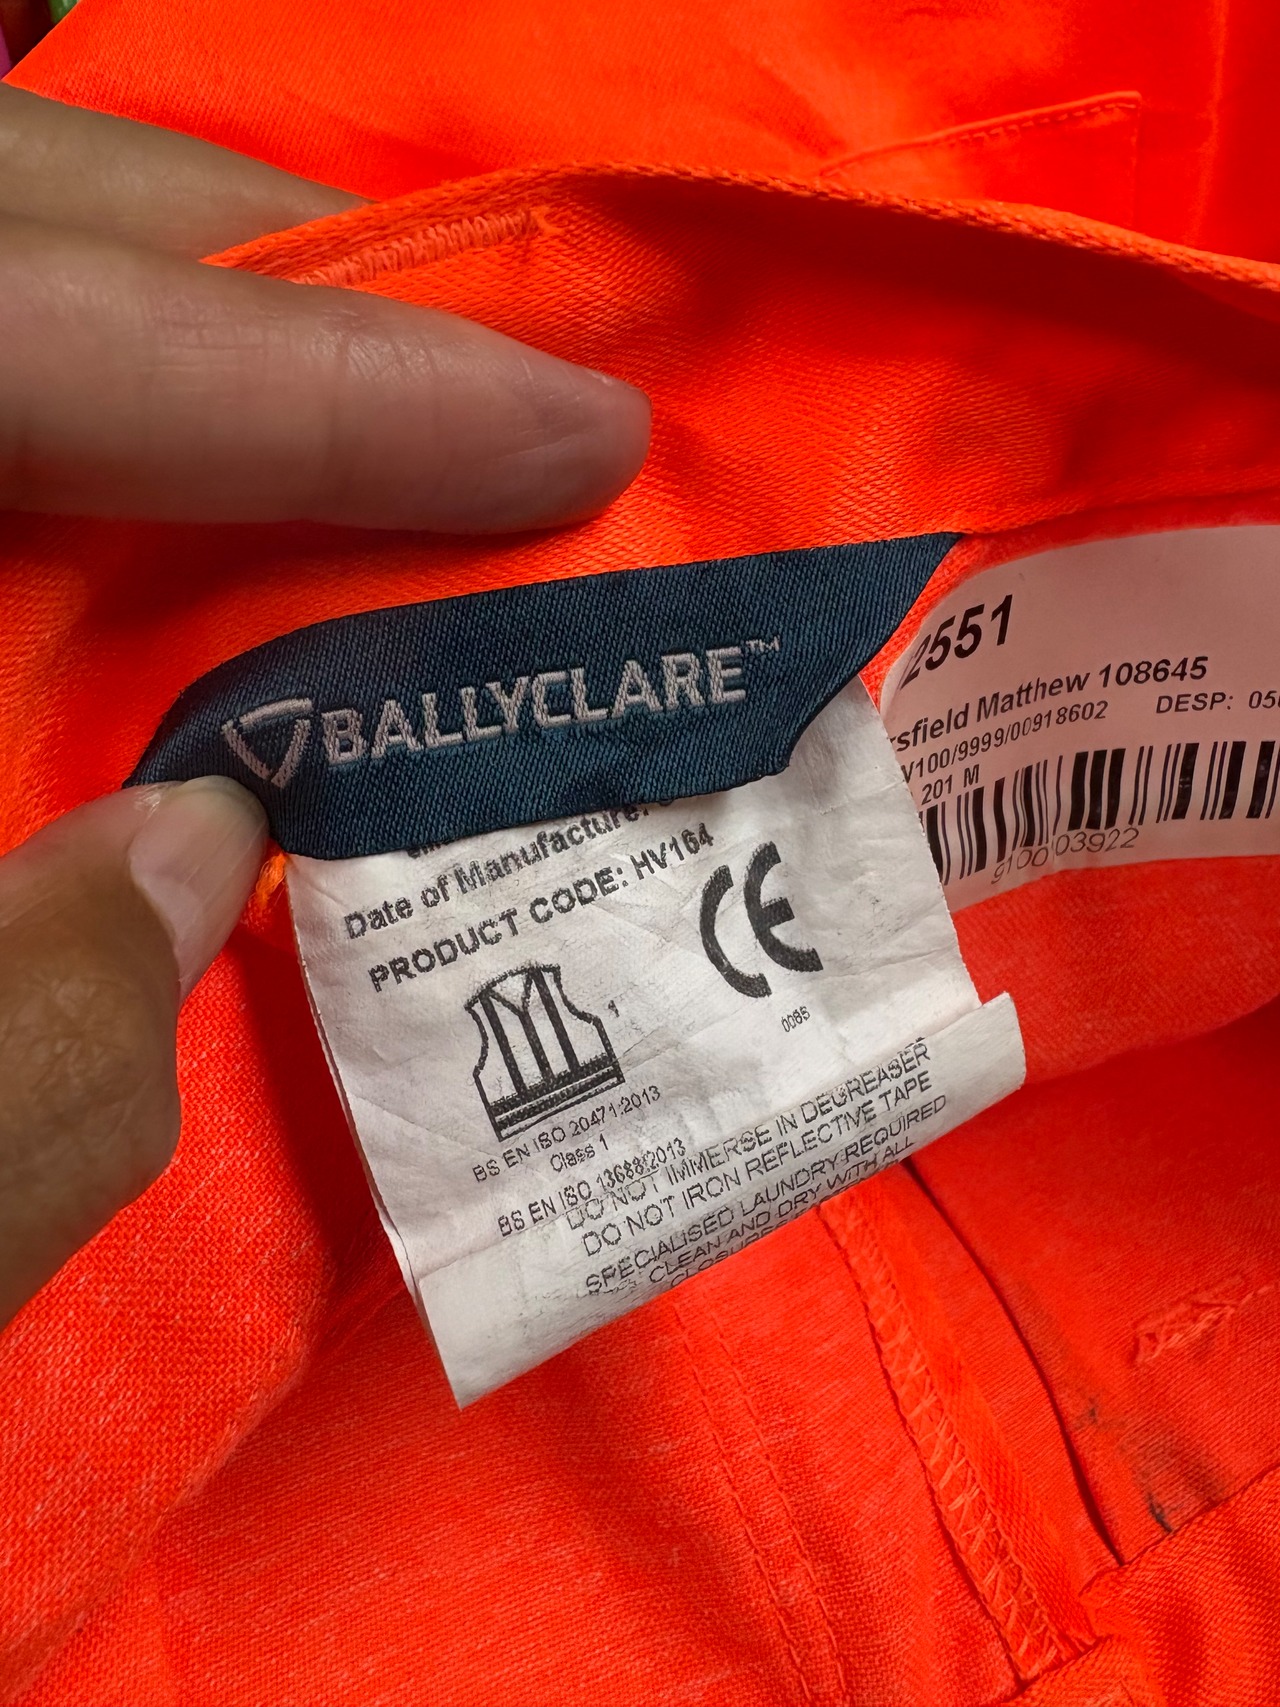 BALLYCLARE™
Date of Manufacture:
PRODUCT CODE: HV164
CE
0085
1
BS EN ISO 20471:2013
Class 1
BS EN ISO 13688:2013
DO NOT IMMERSE IN DEGREASER
DO NOT IRON REFLECTIVE TAPE
SPECIALISED LAUNDRY REQUIRED
CLEAN AND DRY WITH ALL
2551
rsfield Matthew 108645
V100/9999/00918602 DESP:
201 M
03922